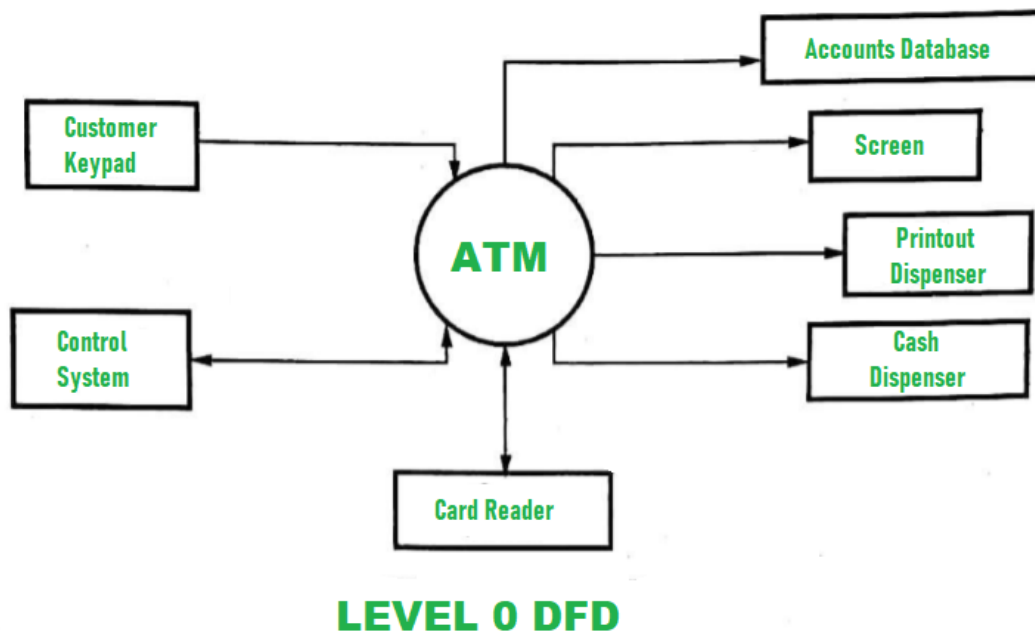 Accounts Database
Customer
Keypad
Screen
ATM
Printout
Dispenser
Control
System
Cash
Dispenser
Card Reader
LEVEL 0 DFD